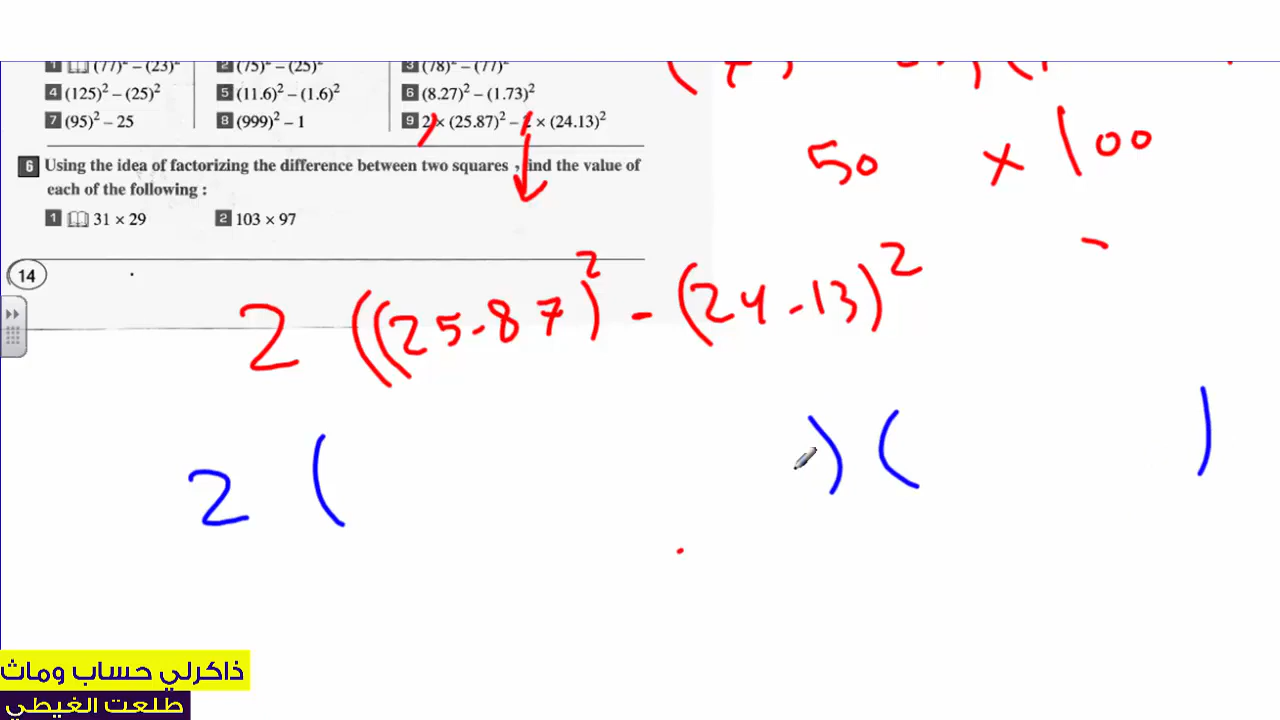 1 (77)² – (23)² 2 (75)² – (25)² 3 (78)² – (77)²
4 (125)² – (25)² 5 (11.6)² – (1.6)² 6 (8.27)² – (1.73)²
7 (95)² – 25 8 (999)² – 1 9 2 × (25.87)² – 2 × (24.13)²
6 Using the idea of factorizing the difference between two squares , find the value of
each of the following :
1 31 × 29 2 103 × 97
14
50 × 100
2 ((25.87)² - (24.13)²
2 ( ) ( )
ذاكرلي حساب وماث
طلعت الغيطي